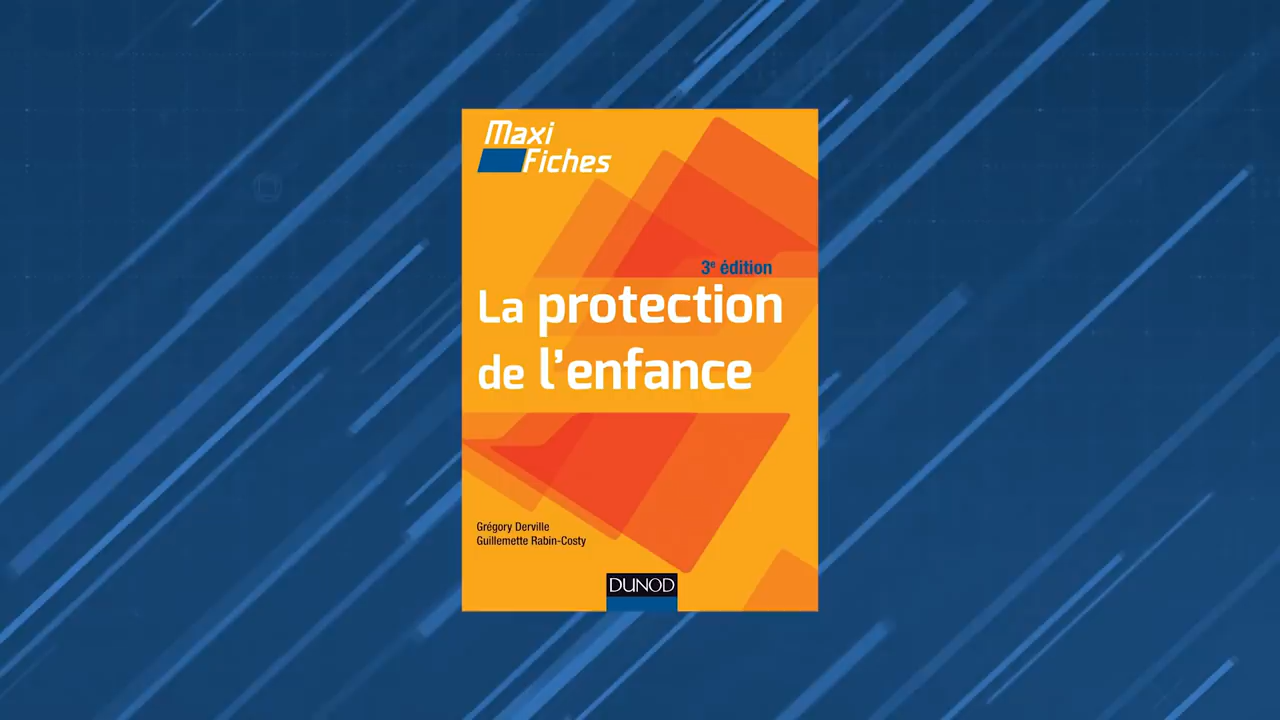 Maxi
Fiches
3e édition
La protection
de l'enfance
Grégory Derville
Guillemette Rabin-Costy
DUNOD